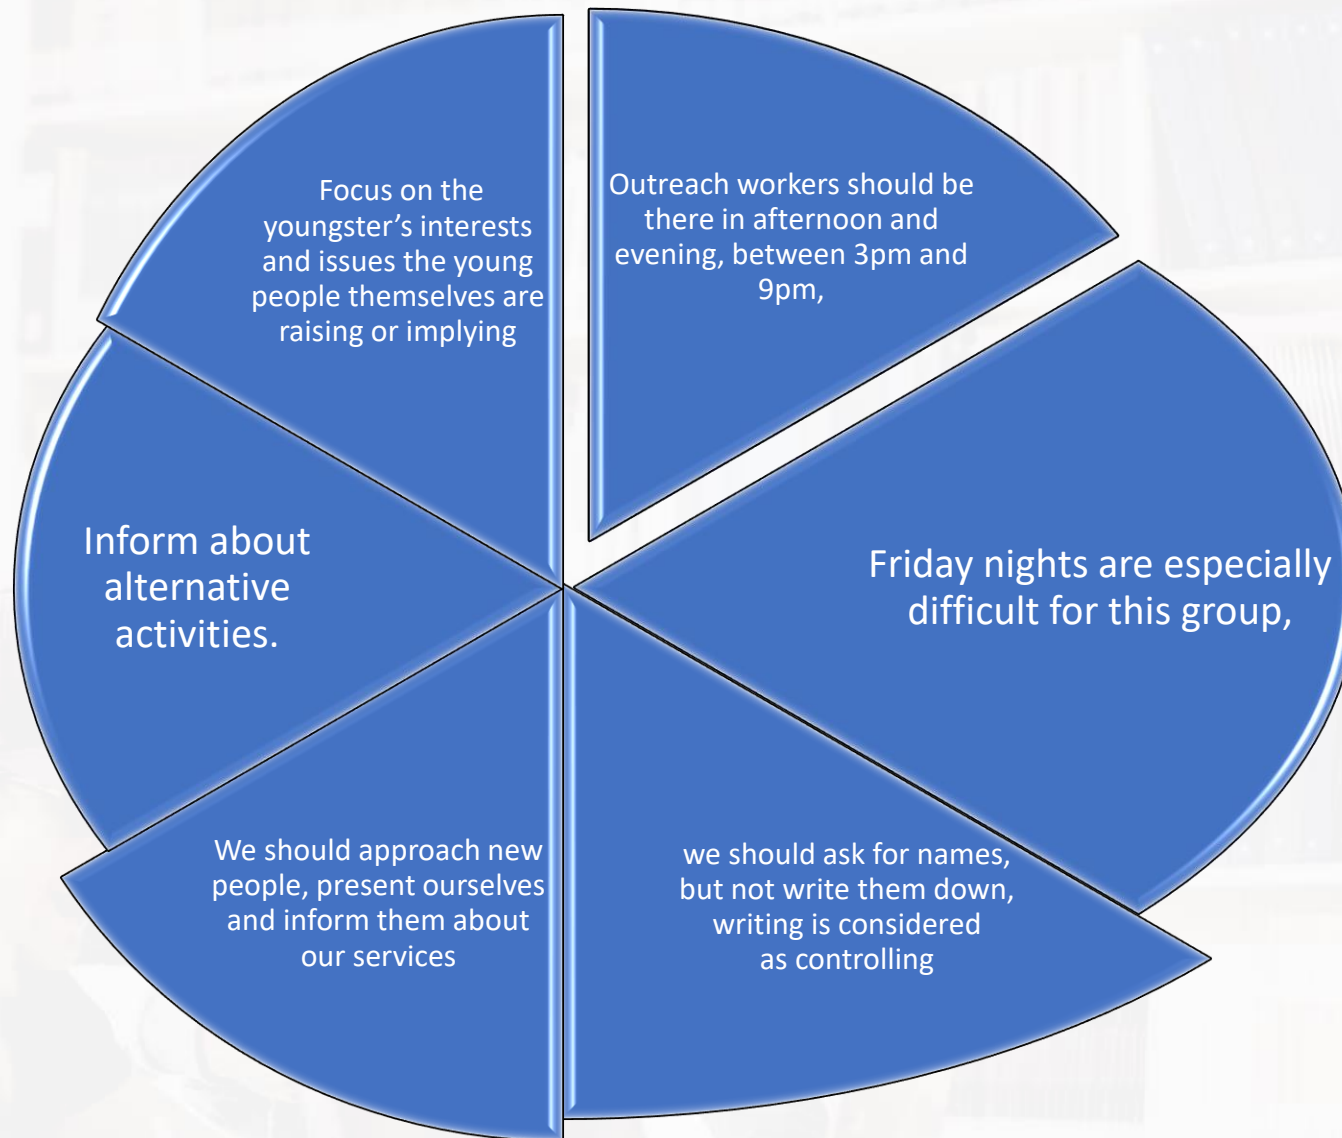 Outreach workers should be
there in afternoon and
evening, between 3pm and
9pm,
Friday nights are especially
difficult for this group,
we should ask for names,
but not write them down,
writing is considered
as controlling
We should approach new
people, present ourselves
and inform them about
our services
Inform about
alternative
activities.
Focus on the
youngster’s interests
and issues the young
people themselves are
raising or implying